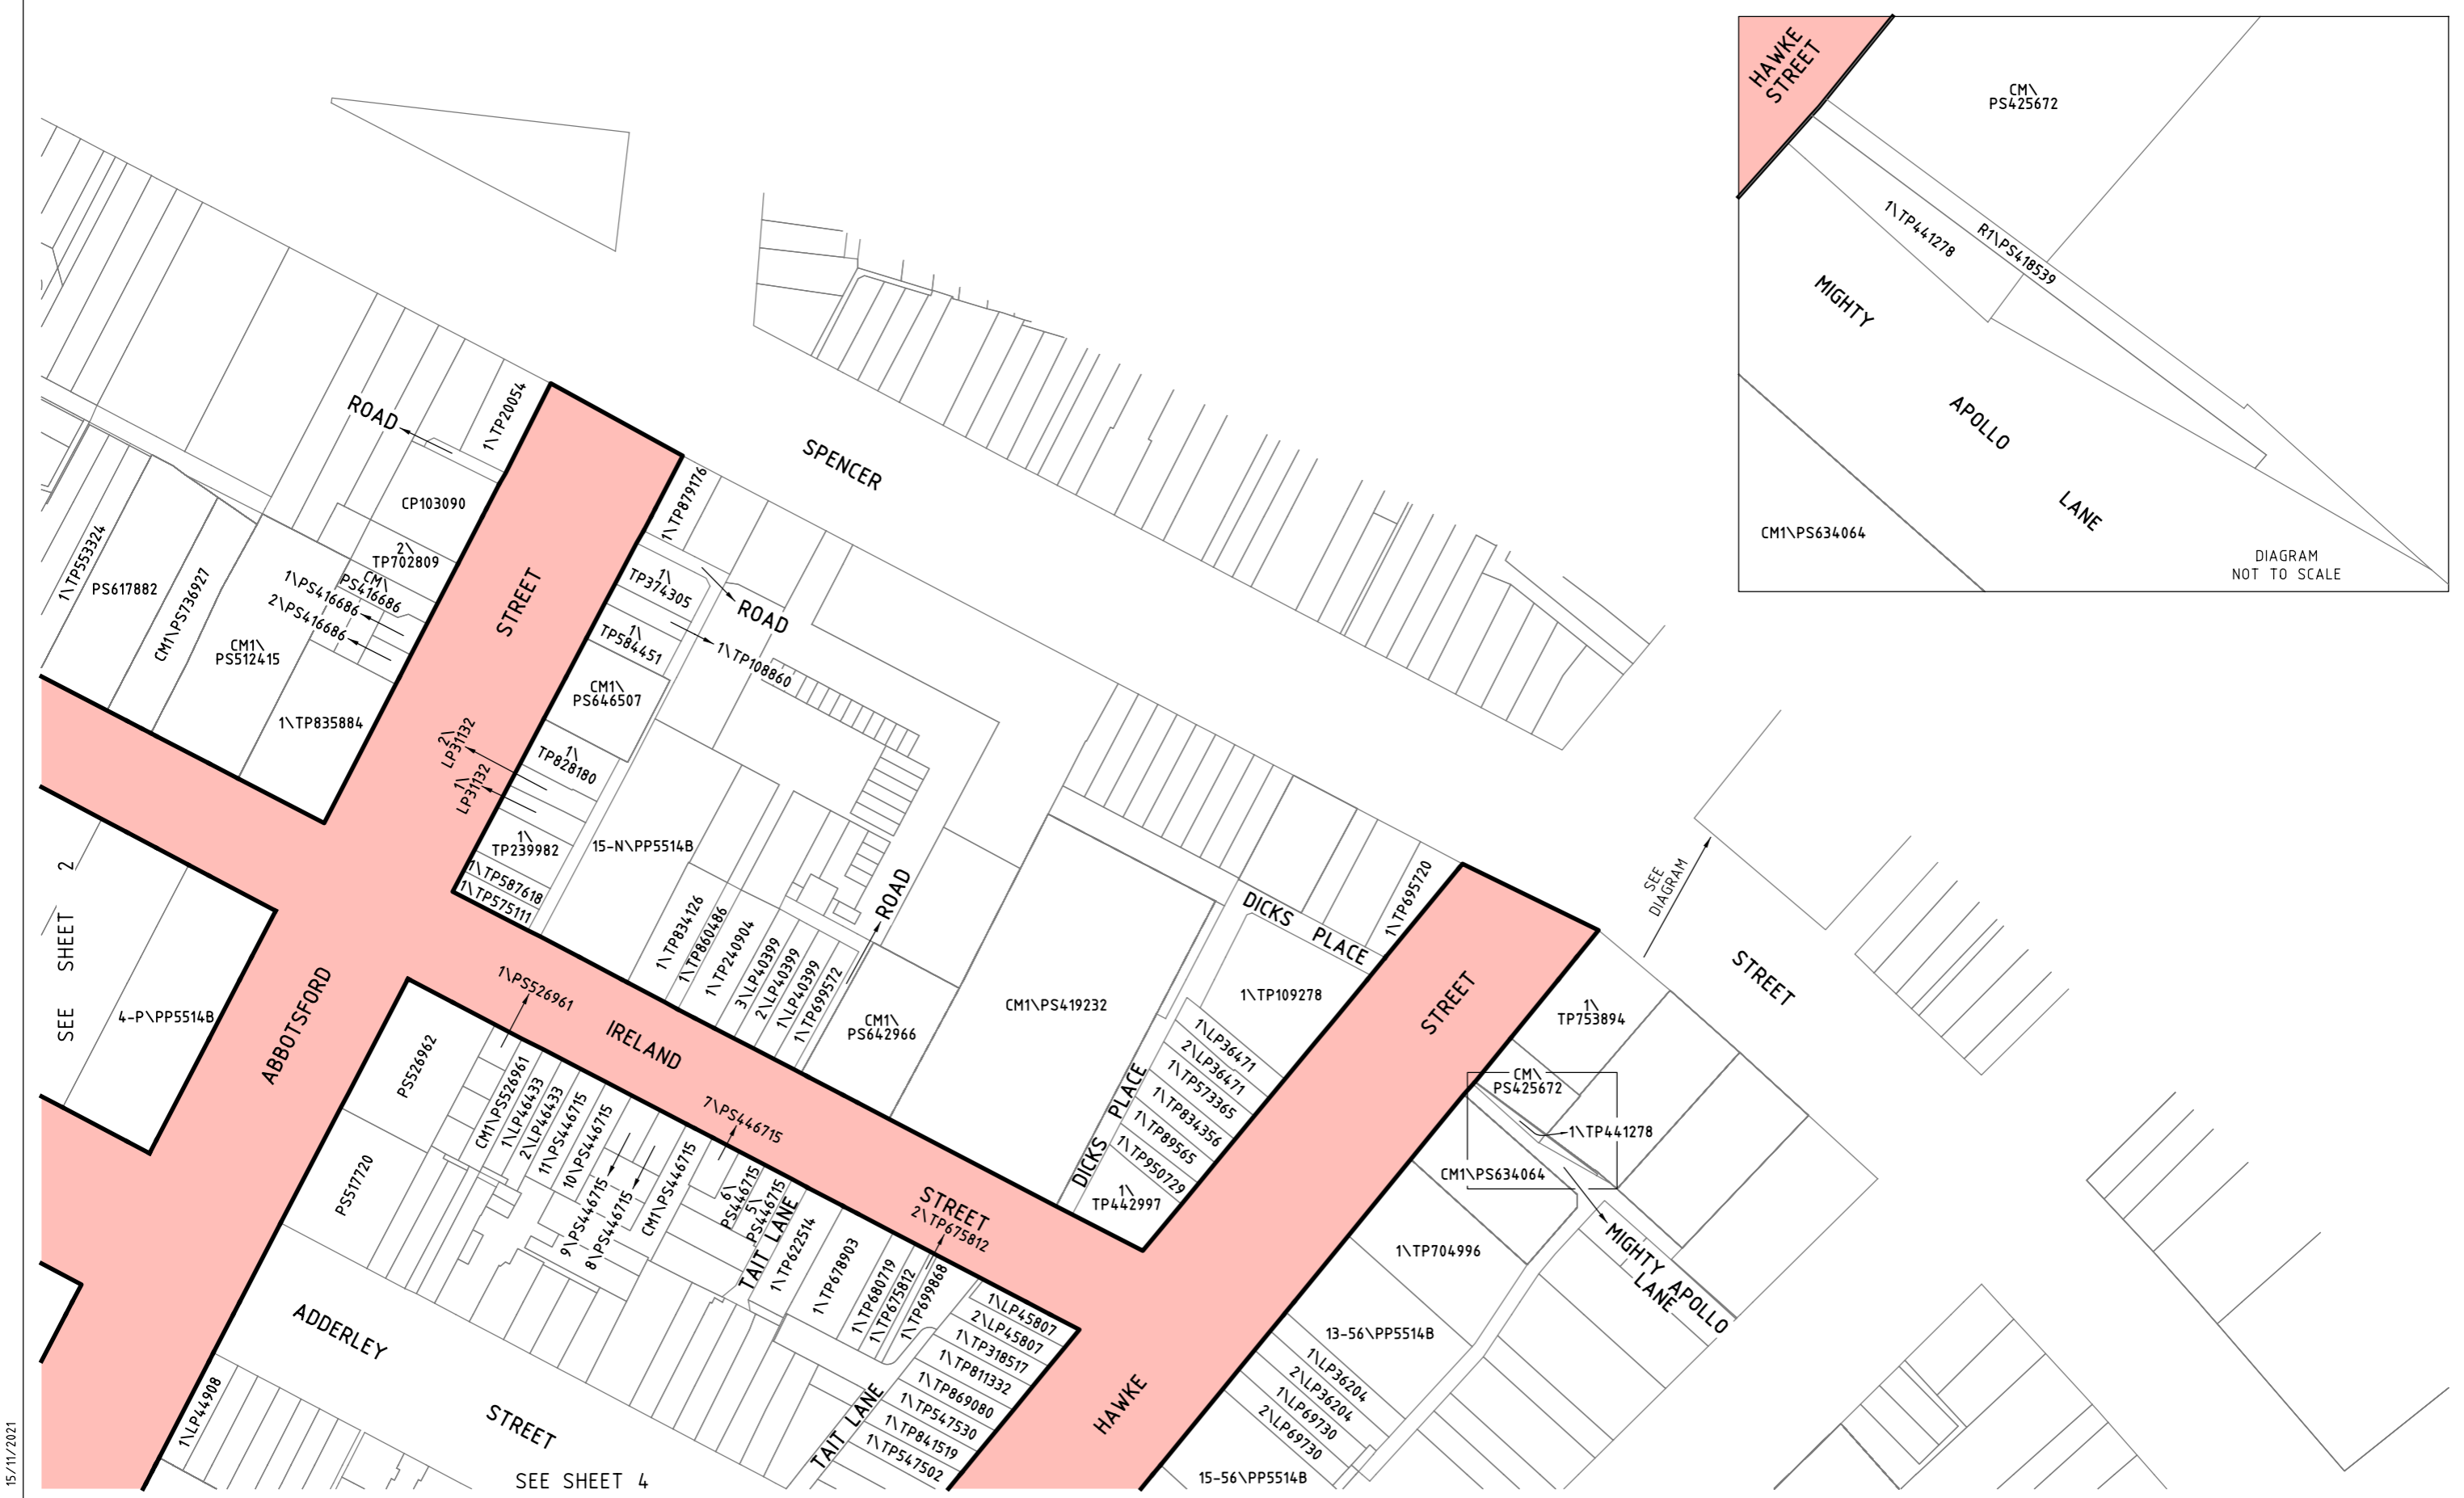 HAWKE
STREET
CM\
PS425672
1\TP441278
R1\PS418539
MIGHTY
APOLLO
LANE
CM1\PS634064
DIAGRAM
NOT TO SCALE
ROAD
1\TP20054
SPENCER
1\TP879176
CP103090
2\
TP702809
1\TP553324
PS617882
CM1\PS736927
1\PS416686
CM\
PS416686
2\PS416686
CM1\
PS512415
1\TP835884
STREET
1\
TP374305
ROAD
1\
TP584451
1\TP108860
CM1\
PS646507
2\
LP31132
1\
LP31132
1\
TP828180
1\
TP239982
1\TP587618
1\TP575111
15-N\PP5514B
1\TP834126
1\TP860486
1\TP240904
3\LP40399
2\LP40399
1\LP40399
1\TP699572
ROAD
CM1\
PS642966
CM1\PS419232
DICKS PLACE
1\TP695720
1\TP109278
1\LP36471
2\LP36471
1\TP573365
1\TP834356
1\TP89565
1\TP950729
1\
TP442997
DICKS PLACE
STREET
SEE
DIAGRAM
STREET
1\
TP753894
CM\
PS425672
1\TP441278
CM1\PS634064
1\TP704996
MIGHTY APOLLO
LANE
13-56\PP5514B
1\LP36204
2\LP36204
1\LP69730
2\LP69730
15-56\PP5514B
SEE SHEET 2
4-P\PP5514B
ABBOTSFORD
1\PS526961
IRELAND
PS526962
PS517720
CM1\PS526961
1\LP46433
2\LP46433
11\PS446715
10\PS446715
9\PS446715
8\PS446715
CM1\PS446715
7\PS446715
6\
PS446715
5\
PS446715
TAIT LANE
1\TP622514
1\TP678903
1\TP680719
1\TP675812
1\TP699868
STREET
2\TP675812
1\LP45807
2\LP45807
1\TP318517
1\TP811332
1\TP869080
1\TP547530
1\TP841519
1\TP547502
TAIT LANE
HAWKE
ADDERLEY
STREET
1\LP44908
SEE SHEET 4
15/11/2021